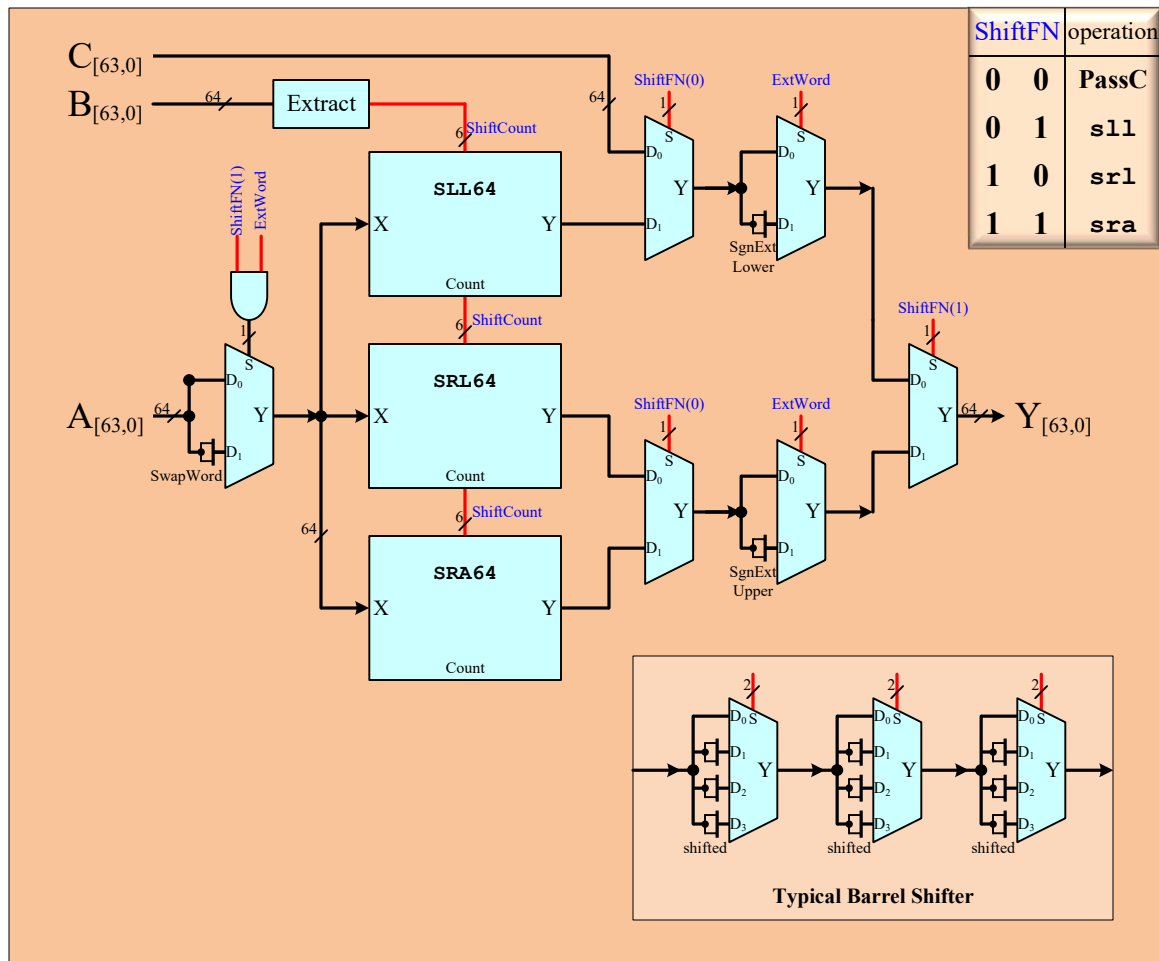 C[63,0]
B[63,0]
64
Extract
6
ShiftCount
64
ShiftFN(0)
1
S
D0
Y
D1
ExtWord
1
S
D0
Y
D1
SgnExt
Lower
ShiftFN operation
0 0 PassC
0 1 sll
1 0 srl
1 1 sra
ShiftFN(1)
ExtWord
SLL64
X Y
Count
6
ShiftCount
1
S
D0
Y
D1
A[63,0]
64
SwapWord
64
SRL64
X Y
Count
6
ShiftCount
SRA64
X Y
Count
ShiftFN(0)
1
S
D0
Y
D1
ExtWord
1
S
D0
Y
D1
SgnExt
Upper
ShiftFN(1)
1
S
D0
Y
D1
64
Y[63,0]
2
S
D0
D1
Y
D2
D3
shifted
2
S
D0
D1
Y
D2
D3
shifted
2
S
D0
D1
Y
D2
D3
shifted
Typical Barrel Shifter